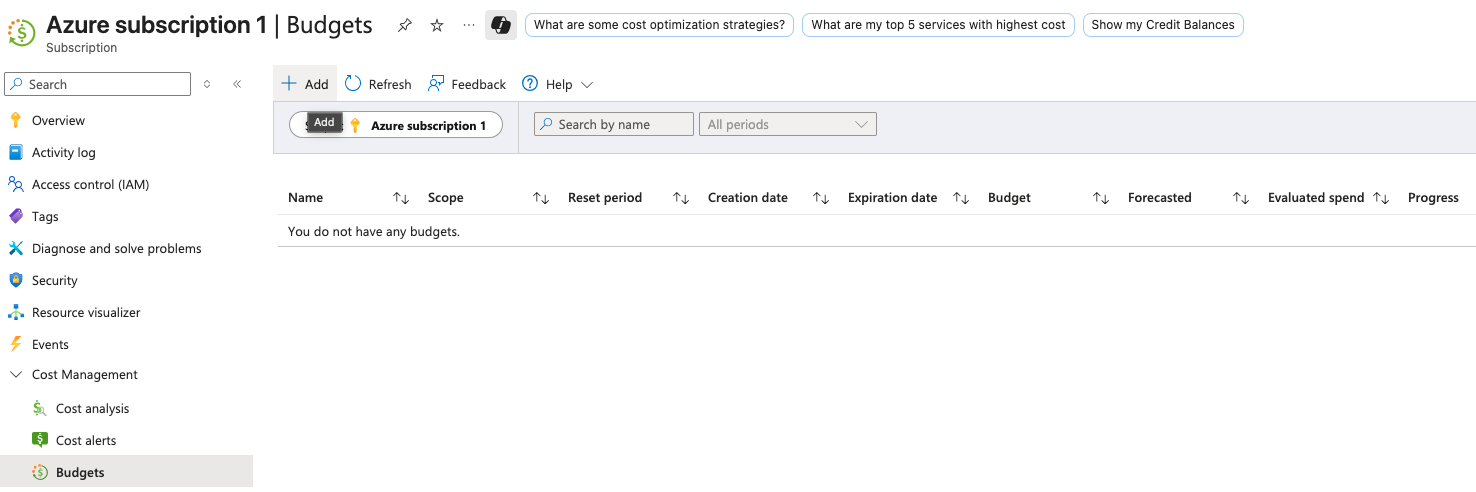 Azure subscription 1 | Budgets
Subscription
What are some cost optimization strategies?
What are my top 5 services with highest cost
Show my Credit Balances
Search
Add
Refresh
Feedback
Help
Add
Azure subscription 1
Search by name
All periods
Overview
Activity log
Access control (IAM)
Tags
Diagnose and solve problems
Security
Resource visualizer
Events
Cost Management
Cost analysis
Cost alerts
Budgets
Name Scope Reset period Creation date Expiration date Budget Forecasted Evaluated spend Progress
You do not have any budgets.